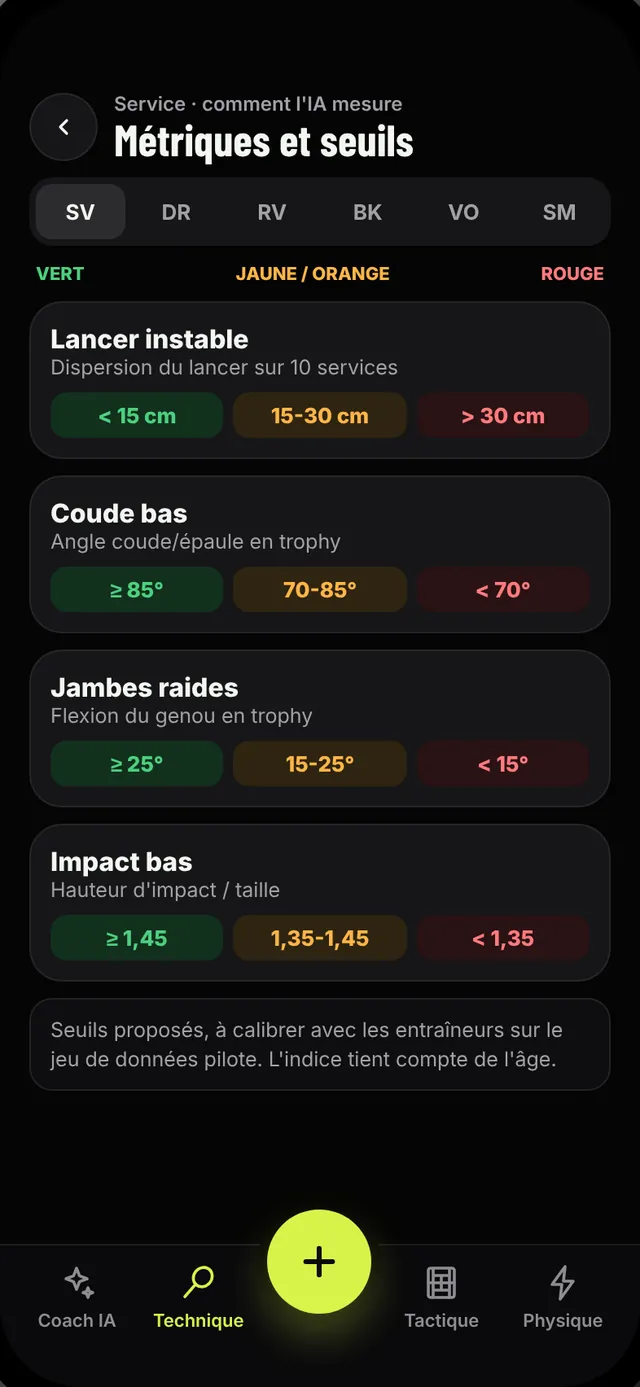 Service · comment l'IA mesure
Métriques et seuils
SV DR RV BK VO SM
VERT JAUNE / ORANGE ROUGE
Lancer instable
Dispersion du lancer sur 10 services
< 15 cm 15-30 cm > 30 cm
Coude bas
Angle coude/épaule en trophy
≥ 85° 70-85° < 70°
Jambes raides
Flexion du genou en trophy
≥ 25° 15-25° < 15°
Impact bas
Hauteur d'impact / taille
≥ 1,45 1,35-1,45 < 1,35
Seuils proposés, à calibrer avec les entraîneurs sur le
jeu de données pilote. L'indice tient compte de l'âge.
Coach IA Technique Tactique Physique